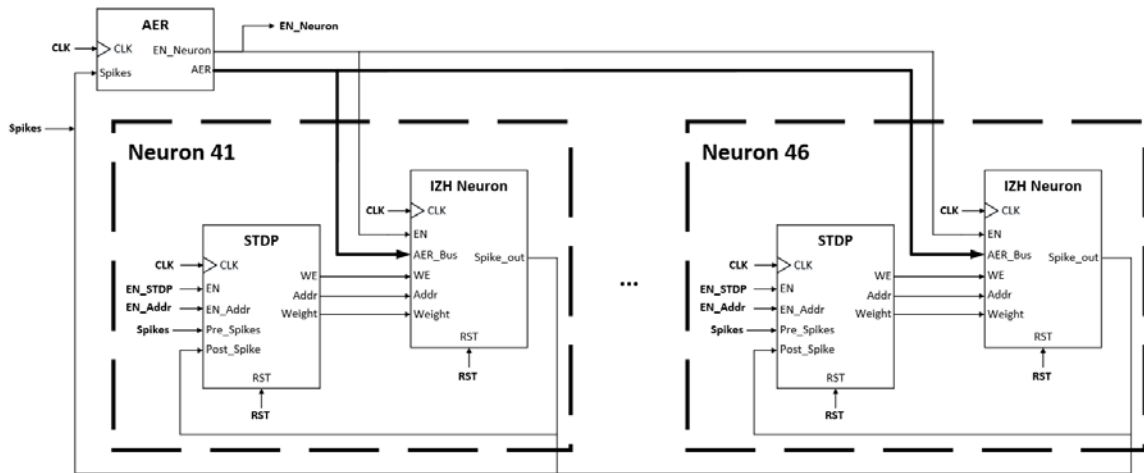 AER
EN_Neuron
CLK
CLK
EN_Neuron
AER
Spikes
Spikes
Neuron 41
IZH Neuron
CLK
CLK
EN
AER_Bus
Spike_out
WE
Addr
Weight
RST
RST
STDP
CLK
CLK
WE
EN_STDP
EN
Addr
EN_Addr
EN_Addr
Weight
Spikes
Pre_Spikes
Post_Spike
RST
RST
...
Neuron 46
IZH Neuron
CLK
CLK
EN
AER_Bus
Spike_out
WE
Addr
Weight
RST
RST
STDP
CLK
CLK
WE
EN_STDP
EN
Addr
EN_Addr
EN_Addr
Weight
Spikes
Pre_Spikes
Post_Spike
RST
RST